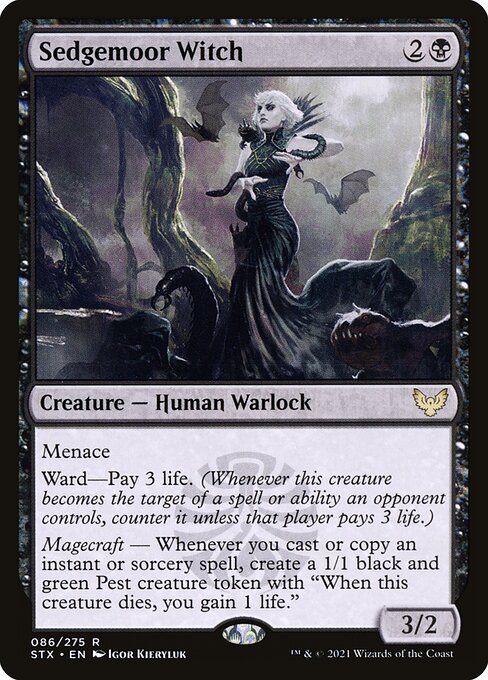 Sedgemoor Witch 2
Creature — Human Warlock
Menace
Ward—Pay 3 life. (Whenever this creature
becomes the target of a spell or ability an opponent
controls, counter it unless that player pays 3 life.)
Magecraft — Whenever you cast or copy an
instant or sorcery spell, create a 1/1 black and
green Pest creature token with “When this
creature dies, you gain 1 life.”
3/2
086/275 R
STX • EN Igor Kieryluk
™ & © 2021 Wizards of the Coast